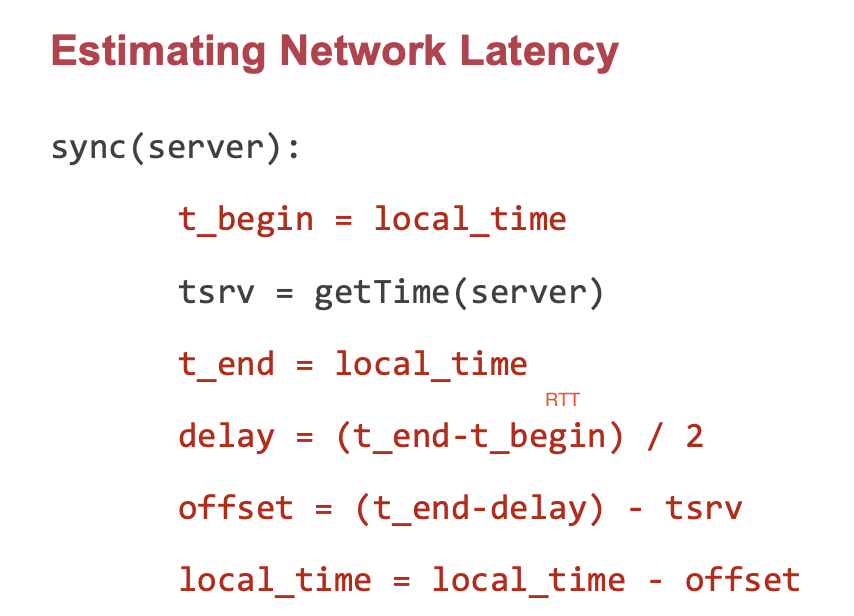 Estimating Network Latency
sync(server):
t_begin = local_time
tsrv = getTime(server)
t_end = local_time
RTT
delay = (t_end-t_begin) / 2
offset = (t_end-delay) - tsrv
local_time = local_time - offset